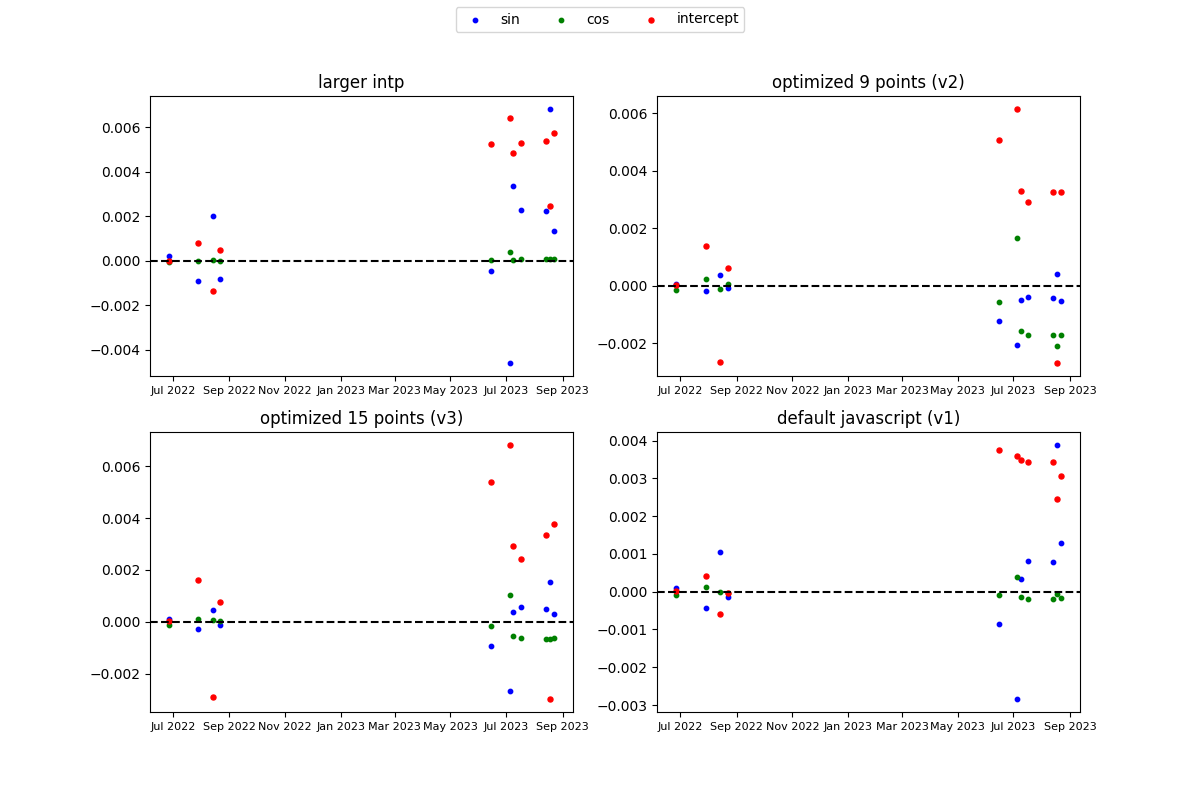 sin cos intercept
larger intp
0.006
0.004
0.002
0.000
−0.002
−0.004
Jul 2022 Sep 2022 Nov 2022 Jan 2023 Mar 2023 May 2023 Jul 2023 Sep 2023
optimized 9 points (v2)
0.006
0.004
0.002
0.000
−0.002
Jul 2022 Sep 2022 Nov 2022 Jan 2023 Mar 2023 May 2023 Jul 2023 Sep 2023
optimized 15 points (v3)
0.006
0.004
0.002
0.000
−0.002
Jul 2022 Sep 2022 Nov 2022 Jan 2023 Mar 2023 May 2023 Jul 2023 Sep 2023
default javascript (v1)
0.004
0.003
0.002
0.001
0.000
−0.001
−0.002
−0.003
Jul 2022 Sep 2022 Nov 2022 Jan 2023 Mar 2023 May 2023 Jul 2023 Sep 2023